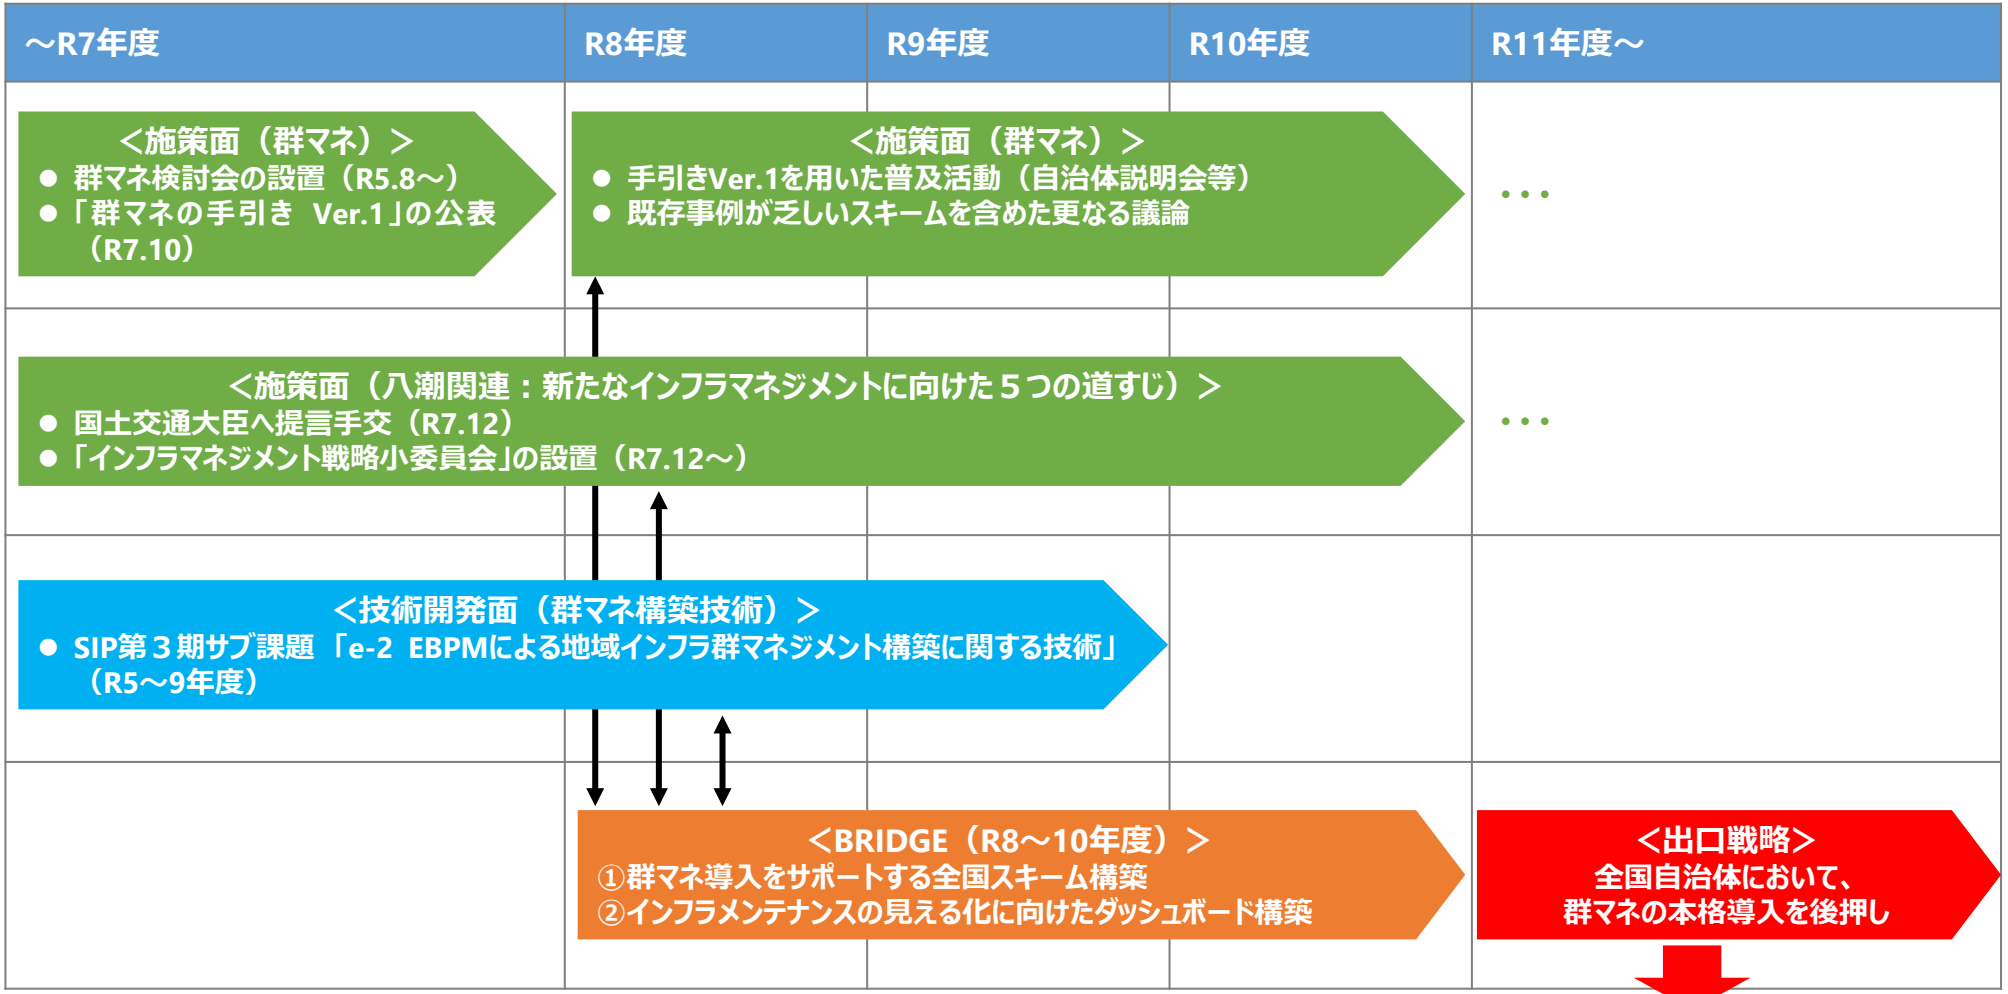 ～R7年度
R8年度
R9年度
R10年度
R11年度～
＜施策面（群マネ）＞
● 群マネ検討会の設置（R5.8～）
● 「群マネの手引き Ver.1」の公表
（R7.10）
＜施策面（群マネ）＞
● 手引きVer.1を用いた普及活動（自治体説明会等）
● 既存事例が乏しいスキームを含めた更なる議論
・・・
＜施策面（八潮関連：新たなインフラマネジメントに向けた５つの道すじ）＞
● 国土交通大臣へ提言手交（R7.12）
● 「インフラマネジメント戦略小委員会」の設置（R7.12～）
・・・
＜技術開発面（群マネ構築技術）＞
● SIP第３期サブ課題 「e-2 EBPMによる地域インフラ群マネジメント構築に関する技術」
（R5～9年度）
＜BRIDGE（R8～10年度）＞
①群マネ導入をサポートする全国スキーム構築
②インフラメンテナンスの見える化に向けたダッシュボード構築
＜出口戦略＞
全国自治体において、
群マネの本格導入を後押し